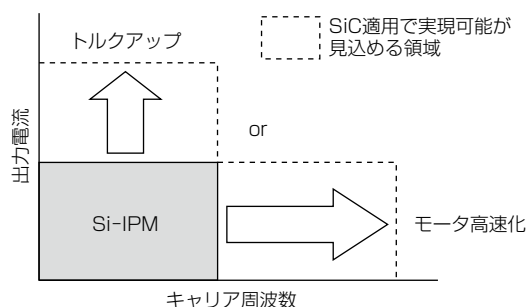 トルクアップ
SiC適用で実現可能が
見込める領域
出力電流
or
Si-IPM
モータ高速化
キャリア周波数